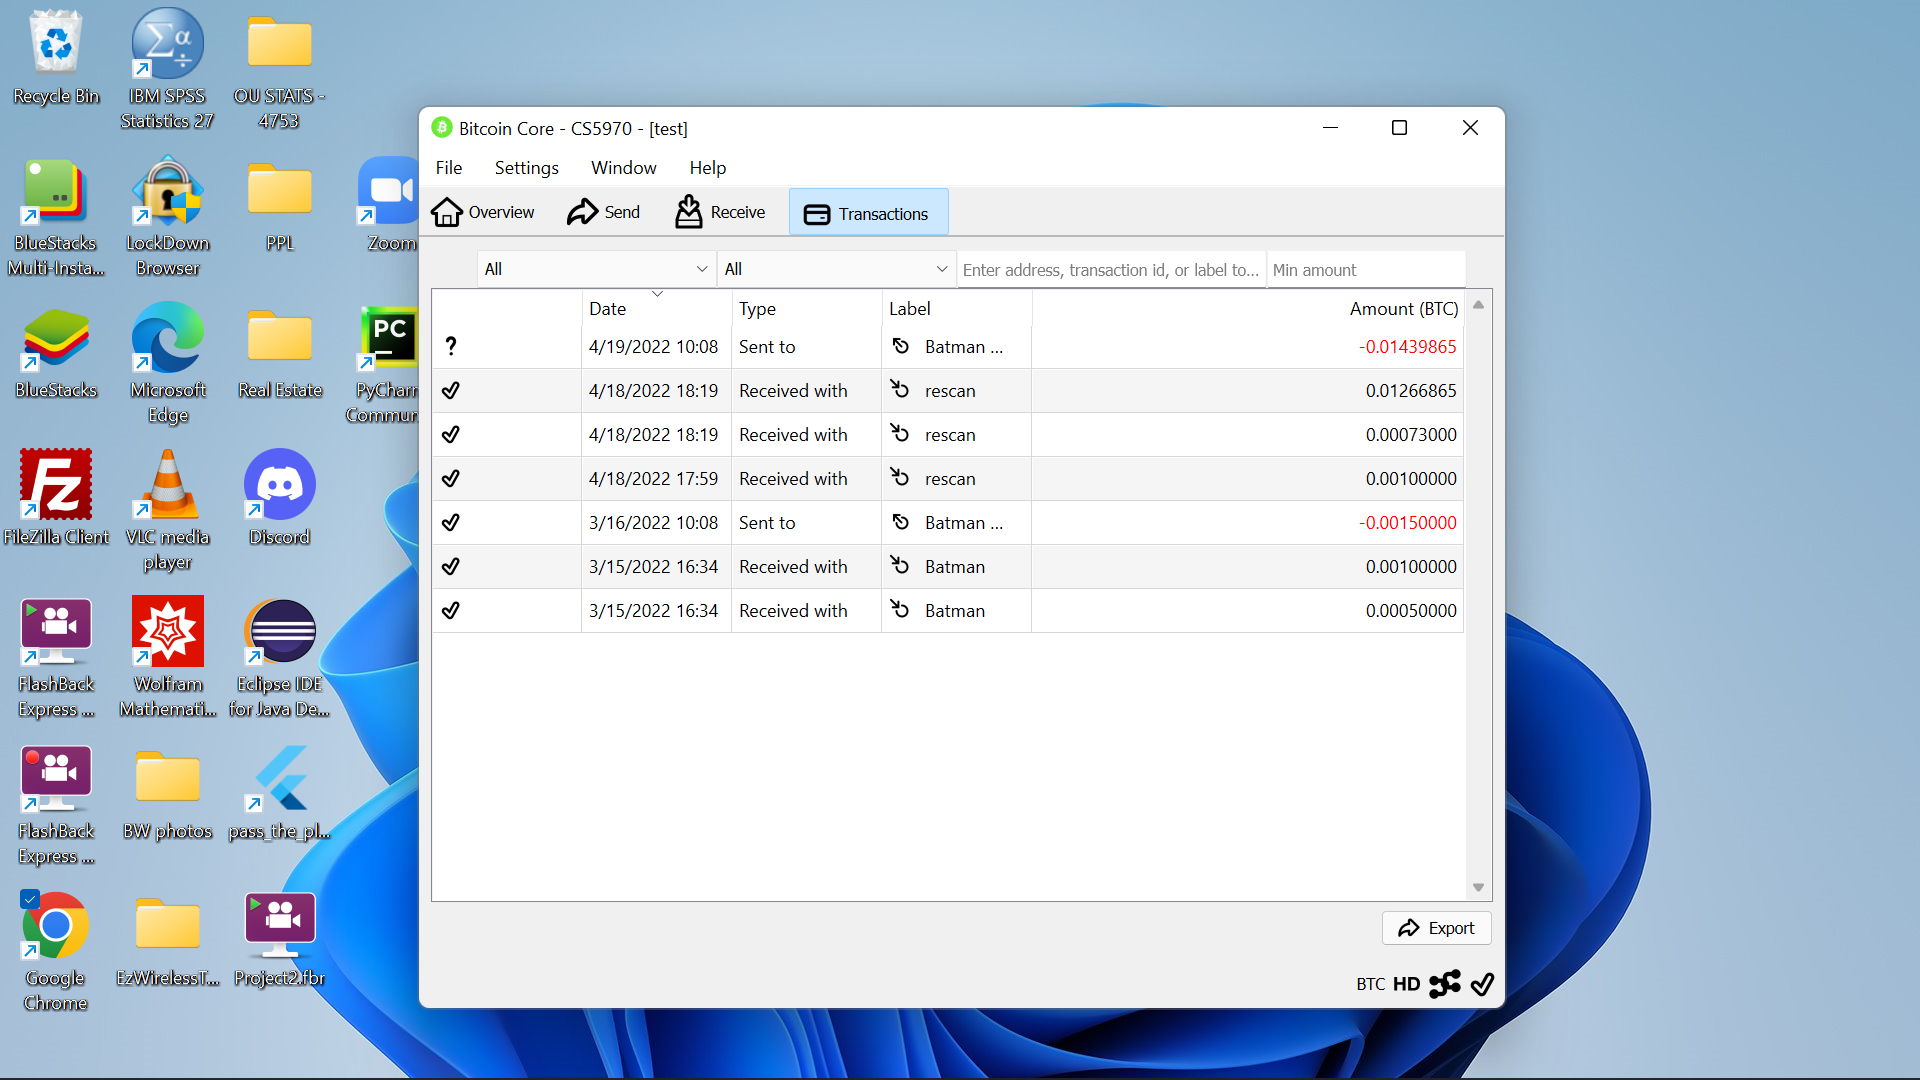 Recycle Bin
IBM SPSS
Statistics 27
OU STATS -
4753
BlueStacks
Multi-Insta...
LockDown
Browser
PPL
Zoom
BlueStacks
Microsoft
Edge
Real Estate
PC
PyCharm
Commun
Fz
FileZilla Client
VLC media
player
Discord
FlashBack
Express ...
Wolfram
Mathemati...
Eclipse IDE
for Java De...
FlashBack
Express ...
BW photos
pass_the_pl...
Google
Chrome
EzWirelessT...
Project2.fbr
Bitcoin Core - CS5970 - [test]
File Settings Window Help
Overview Send Receive Transactions
All All Enter address, transaction id, or label to... Min amount
Date Type Label Amount (BTC)
? 4/19/2022 10:08 Sent to Batman ... -0.01439865
4/18/2022 18:19 Received with rescan 0.01266865
4/18/2022 18:19 Received with rescan 0.00073000
4/18/2022 17:59 Received with rescan 0.00100000
3/16/2022 10:08 Sent to Batman ... -0.00150000
3/15/2022 16:34 Received with Batman 0.00100000
3/15/2022 16:34 Received with Batman 0.00050000
Export
BTC HD